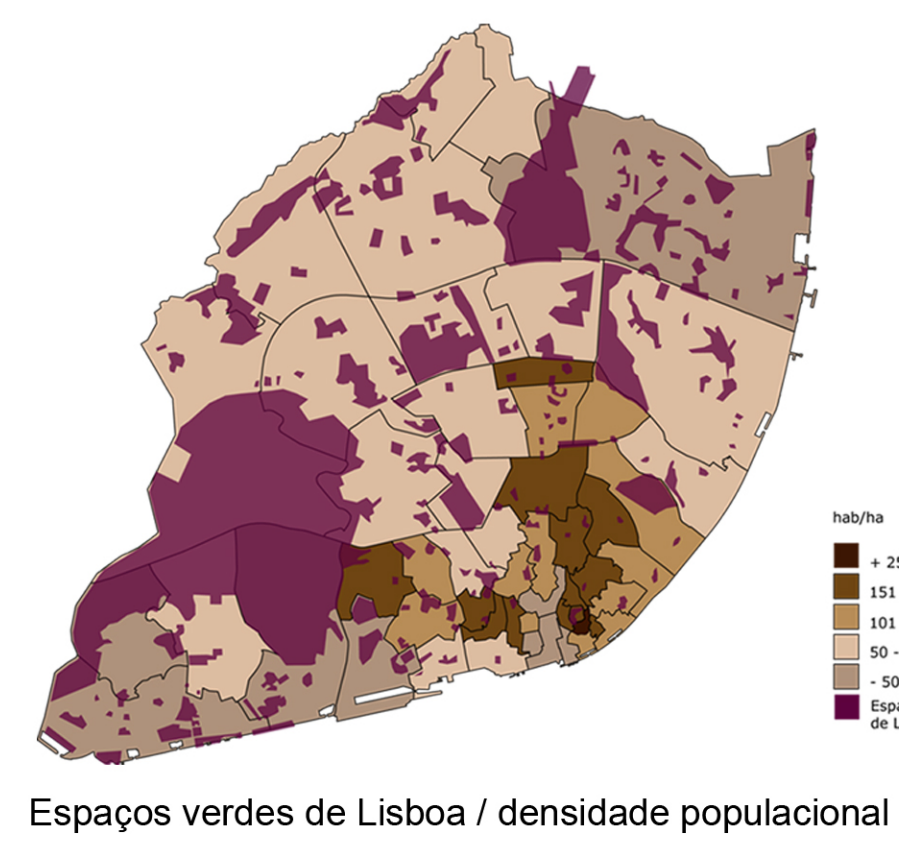 hab/ha
+ 25
151
101
50 -
- 50
Espa
de L
Espaços verdes de Lisboa / densidade populacional